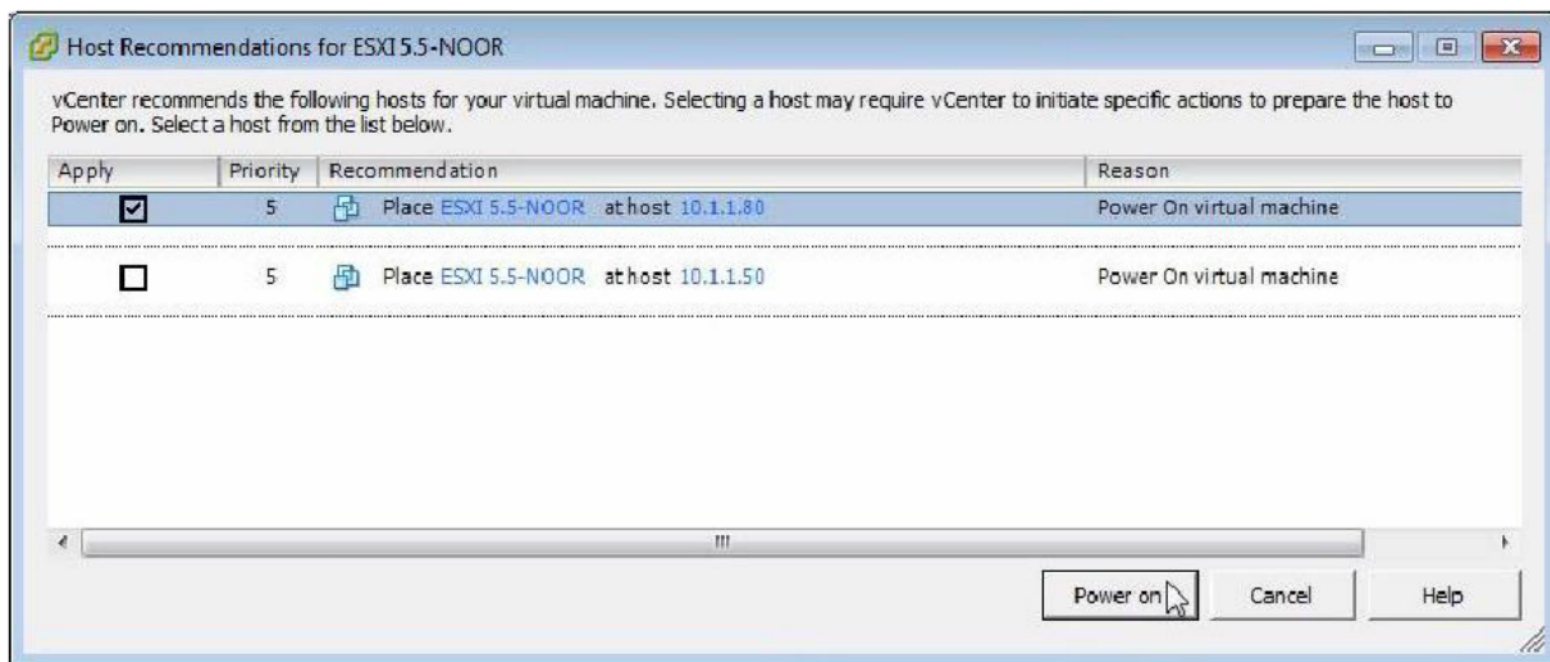 Host Recommendations for ESXI 5.5-NOOR
vCenter recommends the following hosts for your virtual machine. Selecting a host may require vCenter to initiate specific actions to prepare the host to
Power on. Select a host from the list below.
Apply Priority Recommendation Reason
5 Place ESXI 5.5-NOOR at host 10.1.1.80 Power On virtual machine
5 Place ESXI 5.5-NOOR at host 10.1.1.50 Power On virtual machine
Power on Cancel Help